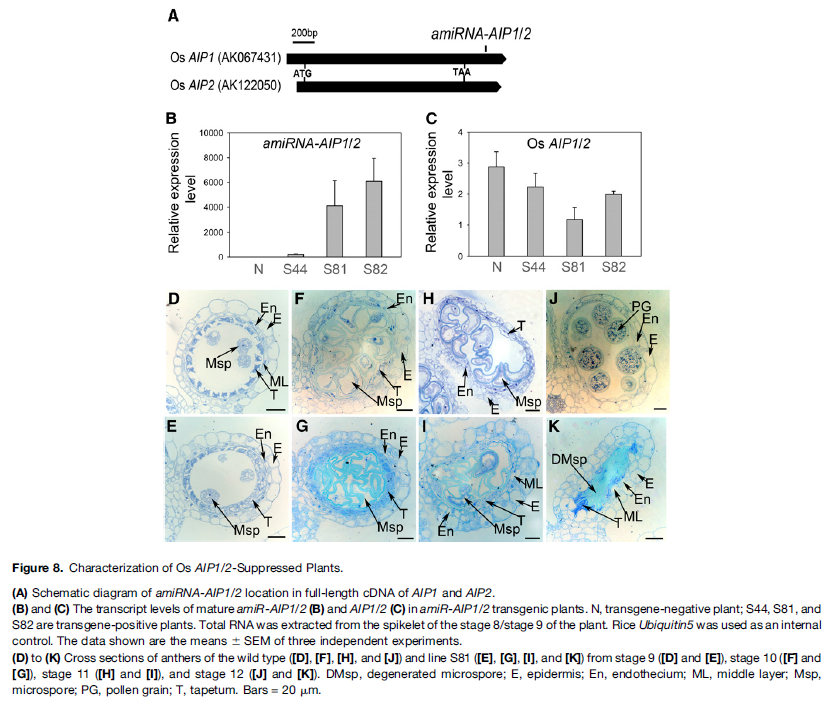 A
200bp
amiRNA-AIP1/2
Os AIP1 (AK067431)
ATG TAA
Os AIP2 (AK122050)
B
amiRNA-AIP1/2
Relative expression level
10000
8000
6000
4000
2000
0
N S44 S81 S82
C
Os AIP1/2
Relative expression level
4
3
2
1
0
N S44 S81 S82
D
En
E
Msp
ML
T
F
En
E
T
Msp
H
T
En
E
Msp
J
PG
En
E
E
En
E
T
Msp
G
En
E
T
Msp
I
ML
E
T
Msp
En
K
DMsp
E
En
ML
T
Figure 8. Characterization of Os AIP1/2-Suppressed Plants.
(A) Schematic diagram of amiRNA-AIP1/2 location in full-length cDNA of AIP1 and AIP2.
(B) and (C) The transcript levels of mature amiR-AIP1/2 (B) and AIP1/2 (C) in amiR-AIP1/2 transgenic plants. N, transgene-negative plant; S44, S81, and
S82 are transgene-positive plants. Total RNA was extracted from the spikelet of the stage 8/stage 9 of the plant. Rice Ubiquitin5 was used as an internal
control. The data shown are the means ± SEM of three independent experiments.
(D) to (K) Cross sections of anthers of the wild type ([D], [F], [H], and [J]) and line S81 ([E], [G], [I], and [K]) from stage 9 ([D] and [E]), stage 10 ([F] and
[G]), stage 11 ([H] and [I]), and stage 12 ([J] and [K]). DMsp, degenerated microspore; E, epidermis; En, endothecium; ML, middle layer; Msp,
microspore; PG, pollen grain; T, tapetum. Bars = 20 μm.